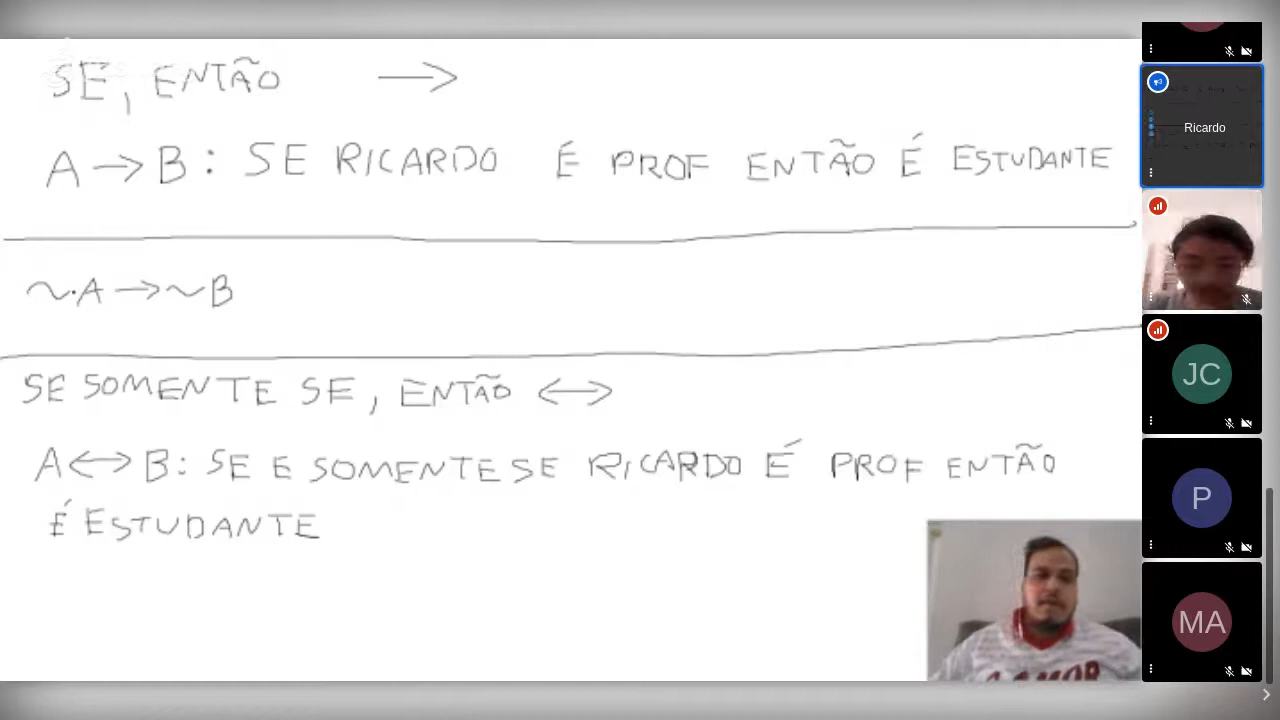 SE, ENTÃO →
A → B : SE RICARDO É PROF ENTÃO É ESTUDANTE
~A → ~B
SE SOMENTE SE, ENTÃO ↔
A ↔ B : SE E SOMENTE SE RICARDO É PROF ENTÃO
É ESTUDANTE
Ricardo
JC
P
MA